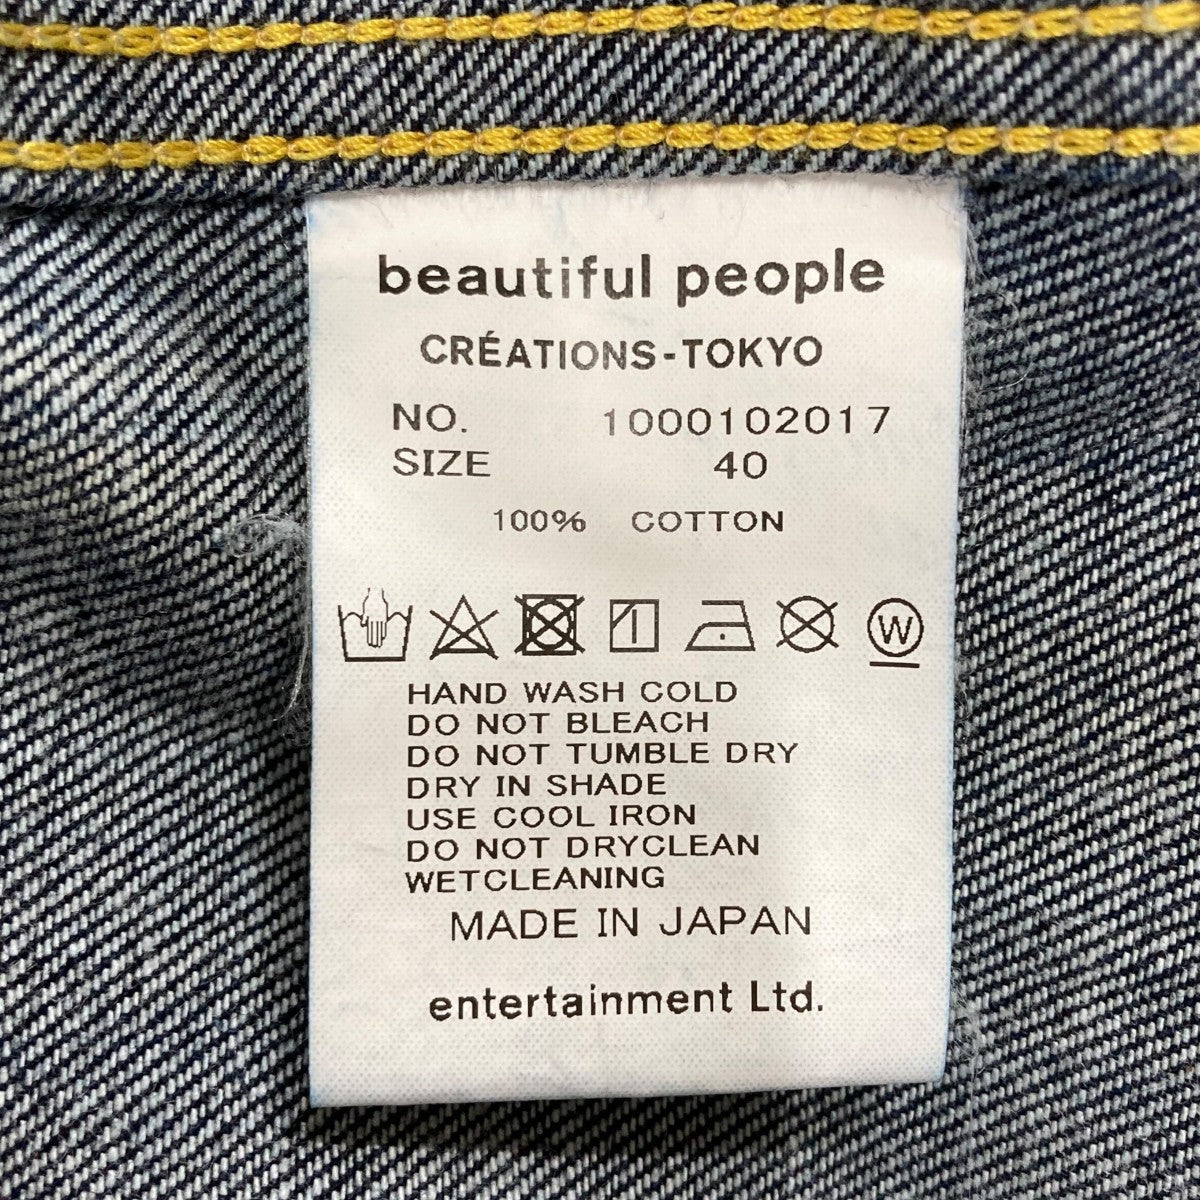 beautiful people
CRÉATIONS-TOKYO
NO. 1000102017
SIZE 40
100% COTTON
W
HAND WASH COLD
DO NOT BLEACH
DO NOT TUMBLE DRY
DRY IN SHADE
USE COOL IRON
DO NOT DRYCLEAN
WETCLEANING
MADE IN JAPAN
entertainment Ltd.